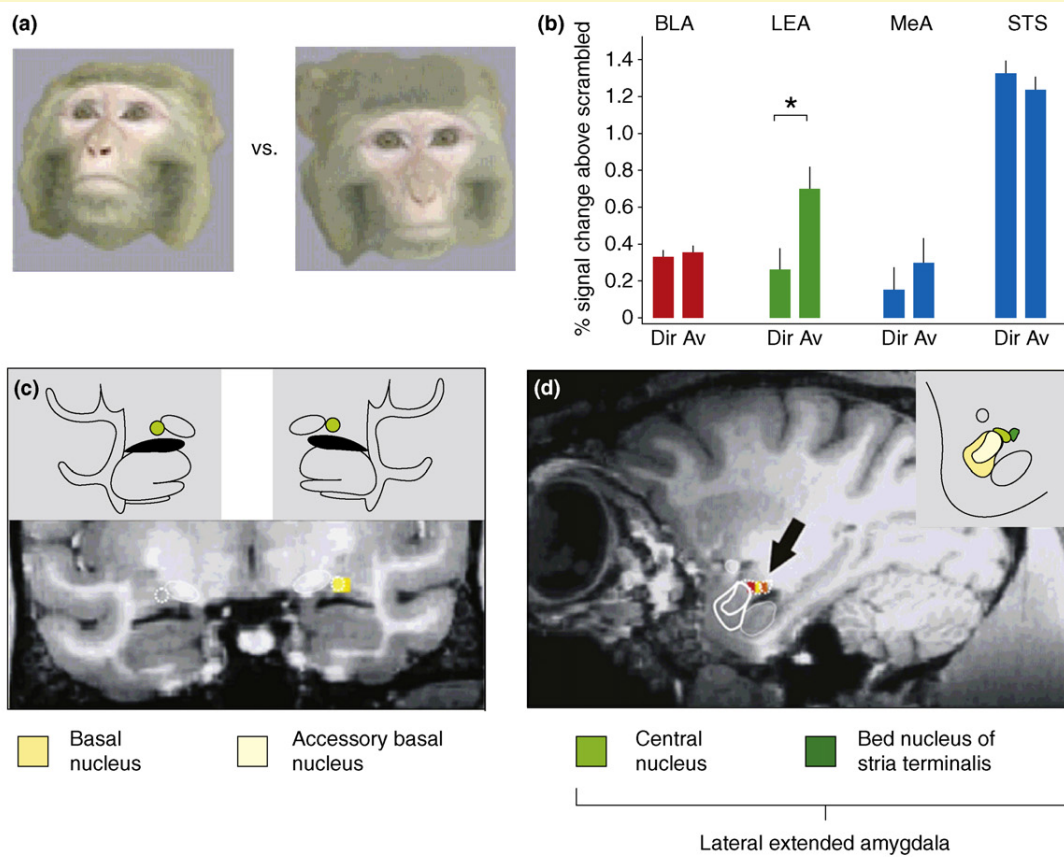 (a)
vs.
(b)
BLA LEA MeA STS
% signal change above scrambled
1.4
1.2
1.0
0.8
0.6
0.4
0.2
0
*
Dir Av Dir Av Dir Av Dir Av
(c)
(d)
Basal
nucleus
Accessory basal
nucleus
Central
nucleus
Bed nucleus of
stria terminalis
Lateral extended amygdala